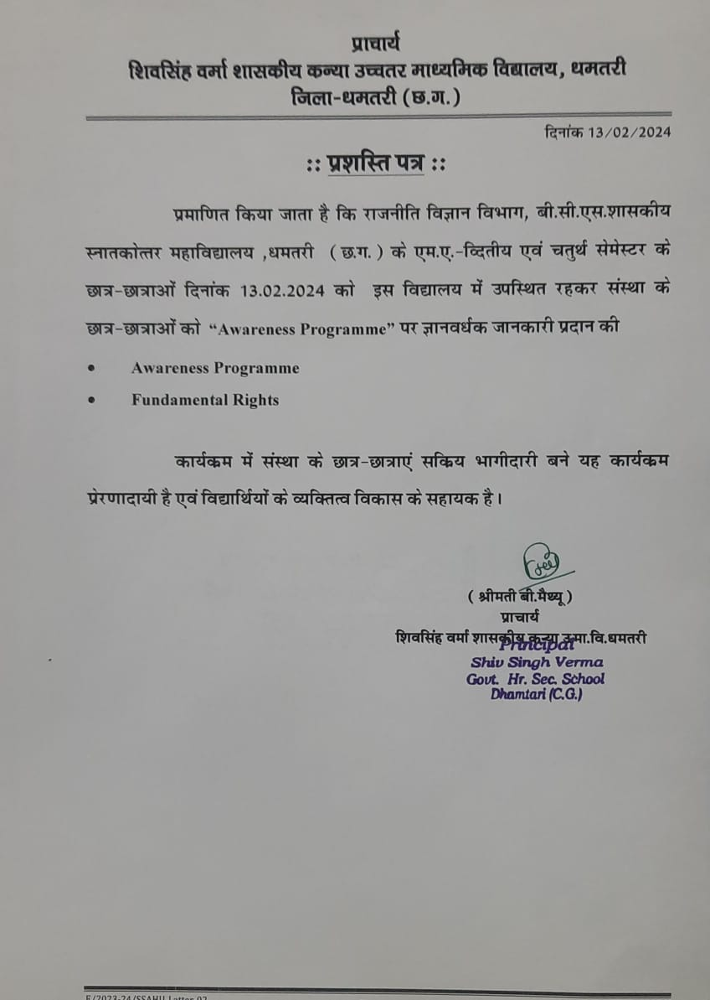 प्राचार्य
शिवसिंह वर्मा शासकीय कन्या उच्चतर माध्यमिक विद्यालय, धमतरी
जिला-धमतरी (छ.ग.)
दिनांक 13/02/2024
:: प्रशस्ति पत्र ::
प्रमाणित किया जाता है कि राजनीति विज्ञान विभाग, बी.सी.एस.शासकीय
स्नातकोत्तर महाविद्यालय ,धमतरी ( छ.ग. ) के एम.ए.-व्दितीय एवं चतुर्थ सेमेस्टर के
छात्र-छात्राओं दिनांक 13.02.2024 को इस विद्यालय में उपस्थित रहकर संस्था के
छात्र-छात्राओं को “Awareness Programme” पर ज्ञानवर्धक जानकारी प्रदान की
• Awareness Programme
• Fundamental Rights
कार्यकम में संस्था के छात्र-छात्राएं सकिय भागीदारी बने यह कार्यकम
प्रेरणादायी है एवं विद्यार्थियों के व्यक्तित्व विकास के सहायक है।
( श्रीमती बी.मैथ्यू )
प्राचार्य
शिवसिंह वर्मा शासकीय कन्या उ.मा.वि.धमतरी
Principal
Shiv Singh Verma
Govt. Hr. Sec. School
Dhamtari (C.G.)